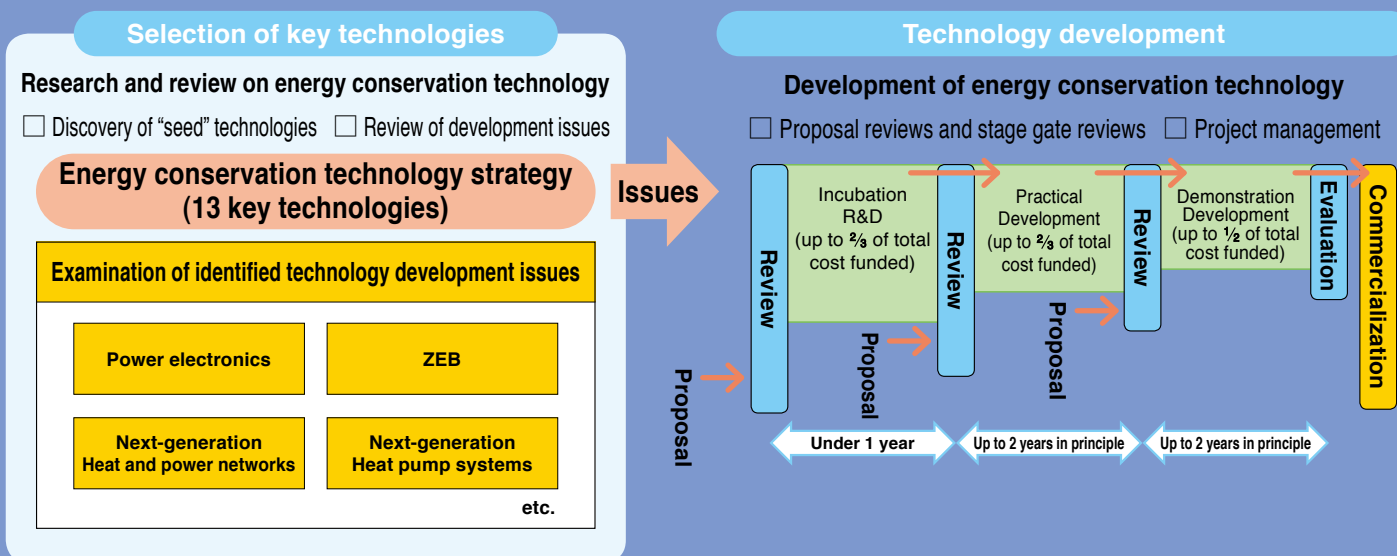 Selection of key technologies
Research and review on energy conservation technology
□ Discovery of “seed” technologies □ Review of development issues
Energy conservation technology strategy
(13 key technologies)
Examination of identified technology development issues
Power electronics
ZEB
Next-generation
Heat and power networks
Next-generation
Heat pump systems
etc.
Issues
Technology development
Development of energy conservation technology
□ Proposal reviews and stage gate reviews □ Project management
Proposal
Review
Incubation
R&D
(up to ⅔ of total
cost funded)
Proposal
Review
Practical
Development
(up to ⅔ of total
cost funded)
Proposal
Review
Demonstration
Development
(up to ½ of total
cost funded)
Evaluation
Commercialization
Under 1 year
Up to 2 years in principle
Up to 2 years in principle